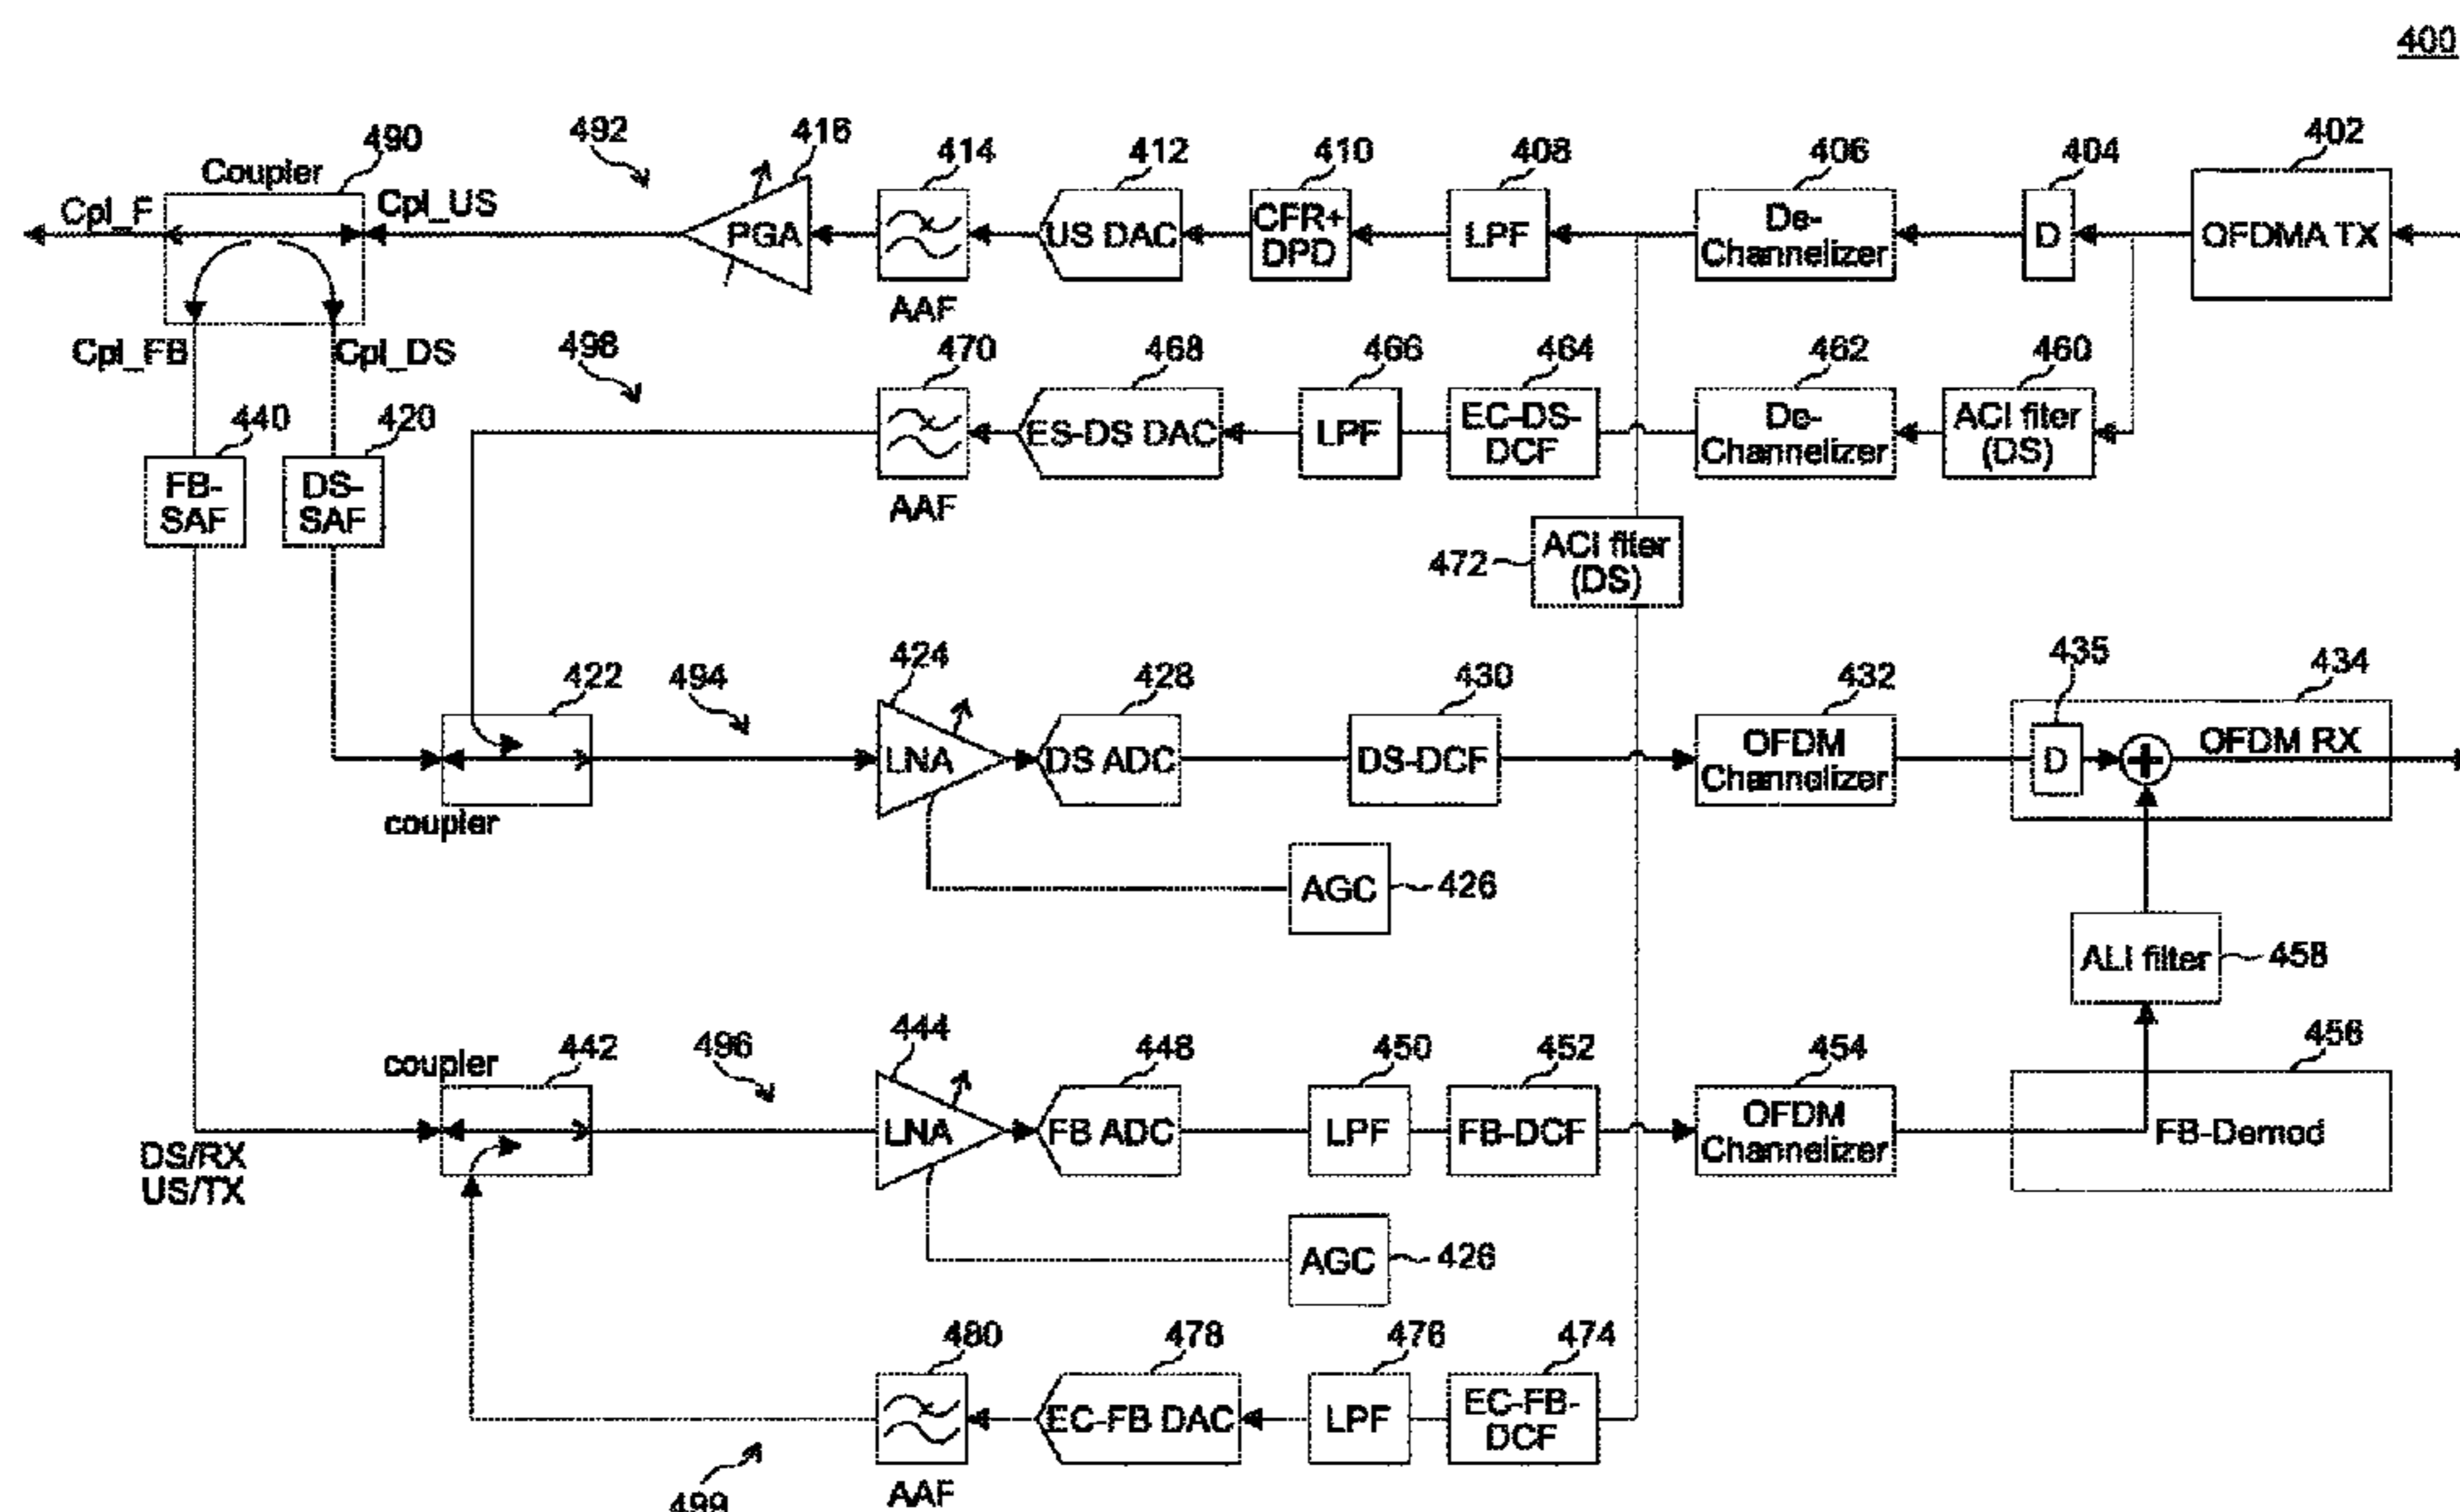 400
492
416
414
412
410
408
406
404
402
490
Coupler
Cpl_F
Cpl_US
PGA
US DAC
CFR+
DPD
LPF
De-
Channelizer
D
OFDMA TX
AAF
Cpl_FB
Cpl_DS
498
470
468
466
464
462
460
ES-DS DAC
LPF
EC-DS-
DCF
De-
Channelizer
ACI filter
(DS)
AAF
440
420
FB-
SAF
DS-
SAF
472
ACI filter
(DS)
422
494
424
428
430
432
435
434
LNA
DS ADC
DS-DCF
OFDM
Channelizer
D
+
OFDM RX
coupler
AGC
426
ALI filter
458
coupler
442
496
444
448
450
452
454
456
LNA
FB ADC
LPF
FB-DCF
OFDM
Channelizer
FB-Demod
DS/RX
US/TX
AGC
426
480
478
476
474
EC-FB DAC
LPF
EC-FB-
DCF
AAF
499